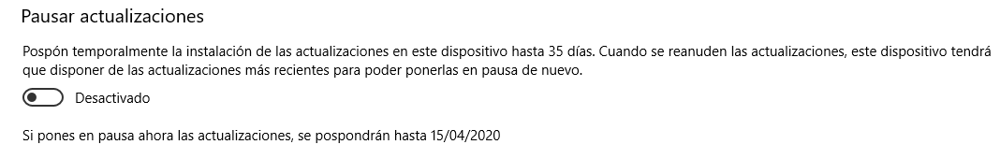 Pausar actualizaciones
Pospón temporalmente la instalación de las actualizaciones en este dispositivo hasta 35 días. Cuando se reanuden las actualizaciones, este dispositivo tendrá
que disponer de las actualizaciones más recientes para poder ponerlas en pausa de nuevo.
Desactivado
Si pones en pausa ahora las actualizaciones, se pospondrán hasta 15/04/2020